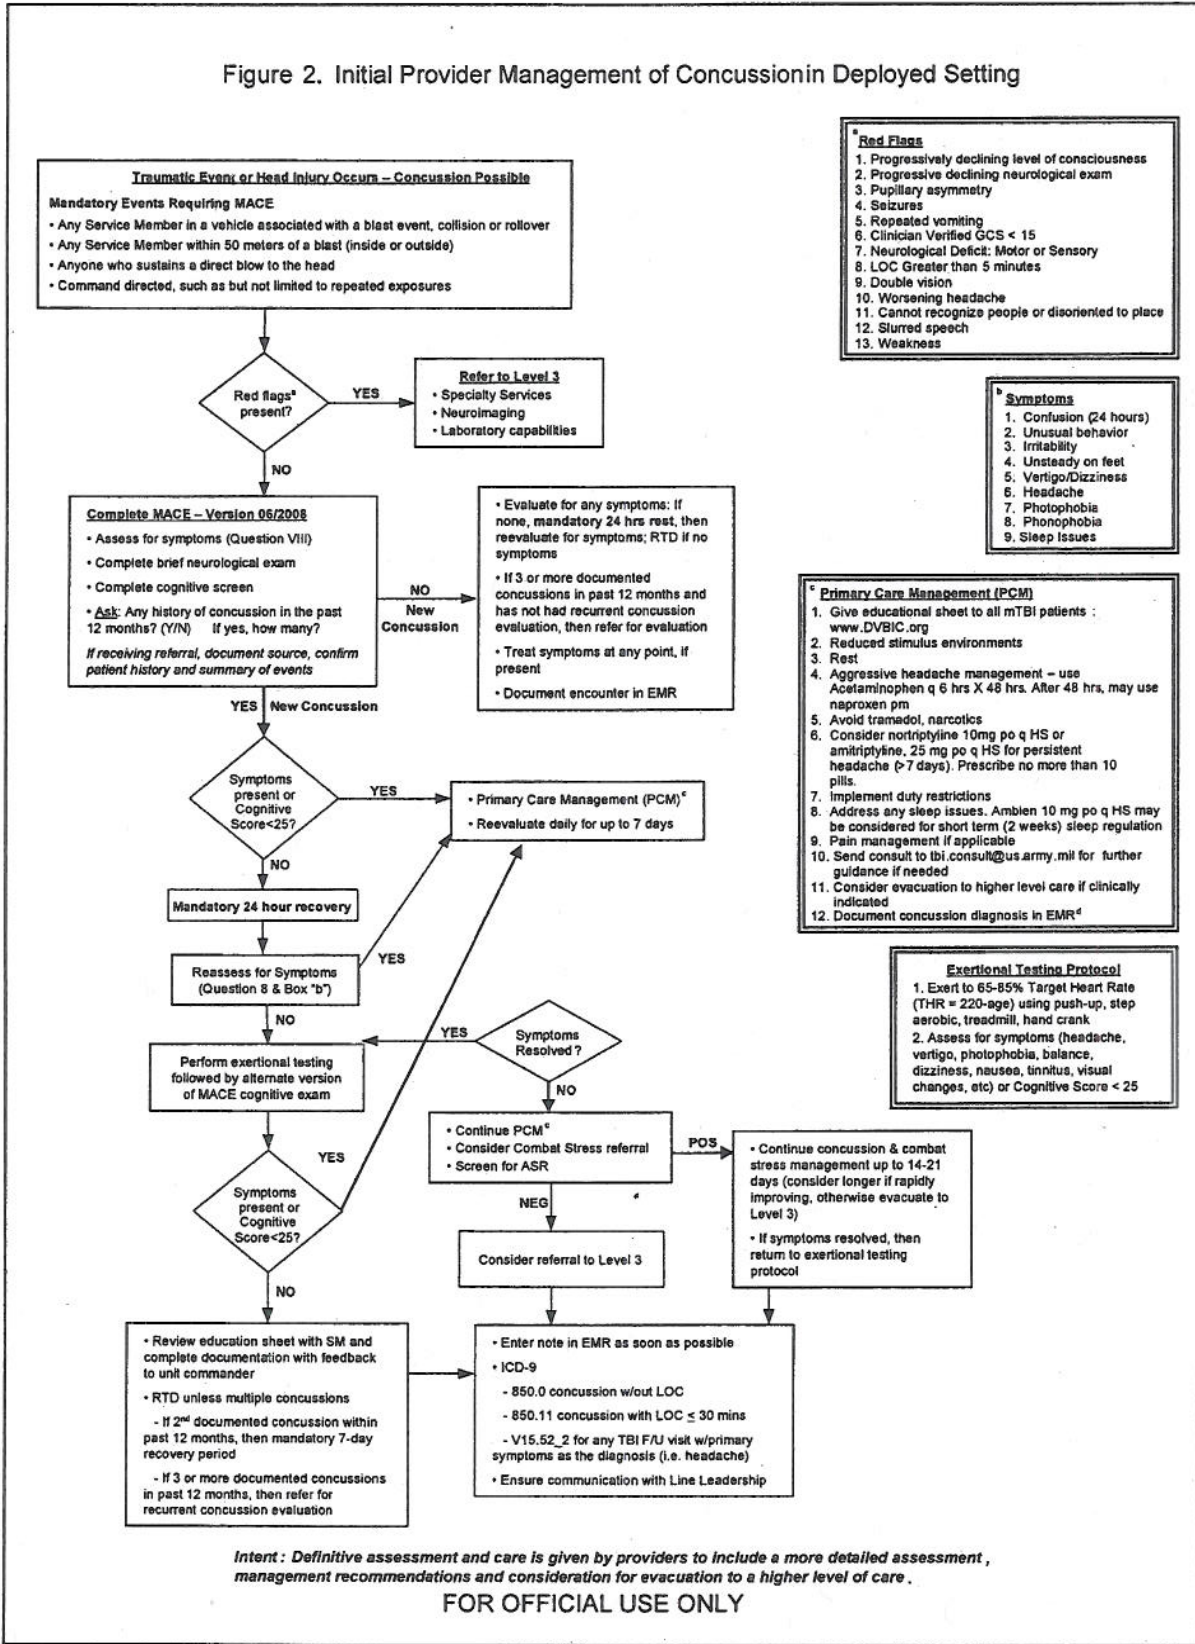 Figure 2. Initial Provider Management of Concussion in Deployed Setting
Traumatic Event or Head Injury Occurs – Concussion Possible
Mandatory Events Requiring MACE
• Any Service Member in a vehicle associated with a blast event, collision or rollover
• Any Service Member within 50 meters of a blast (inside or outside)
• Anyone who sustains a direct blow to the head
• Command directed, such as but not limited to repeated exposures
a Red Flags
1. Progressively declining level of consciousness
2. Progressive declining neurological exam
3. Pupillary asymmetry
4. Seizures
5. Repeated vomiting
6. Clinician Verified GCS < 15
7. Neurological Deficit: Motor or Sensory
8. LOC Greater than 5 minutes
9. Double vision
10. Worsening headache
11. Cannot recognize people or disoriented to place
12. Slurred speech
13. Weakness
Red flags a
present?
YES
Refer to Level 3
• Specialty Services
• Neuroimaging
• Laboratory capabilities
NO
b Symptoms
1. Confusion (24 hours)
2. Unusual behavior
3. Irritability
4. Unsteady on feet
5. Vertigo/Dizziness
6. Headache
7. Photophobia
8. Phonophobia
9. Sleep Issues
Complete MACE – Version 06/2008
• Assess for symptoms (Question VIII)
• Complete brief neurological exam
• Complete cognitive screen
• Ask: Any history of concussion in the past
12 months? (Y/N) If yes, how many?
If receiving referral, document source, confirm
patient history and summary of events
NO
New
Concussion
• Evaluate for any symptoms: If
none, mandatory 24 hrs rest, then
reevaluate for symptoms; RTD if no
symptoms
• If 3 or more documented
concussions in past 12 months and
has not had recurrent concussion
evaluation, then refer for evaluation
• Treat symptoms at any point, if
present
• Document encounter in EMR
c Primary Care Management (PCM)
1. Give educational sheet to all mTBI patients :
www.DVBIC.org
2. Reduced stimulus environments
3. Rest
4. Aggressive headache management – use
Acetaminophen q 6 hrs X 48 hrs. After 48 hrs, may use
naproxen pm
5. Avoid tramadol, narcotics
6. Consider nortriptyline 10mg po q HS or
amitriptyline, 25 mg po q HS for persistent
headache (>7 days). Prescribe no more than 10
pills.
7. Implement duty restrictions
8. Address any sleep issues. Ambien 10 mg po q HS may
be considered for short term (2 weeks) sleep regulation
9. Pain management if applicable
10. Send consult to tbi.consult@us.army.mil for further
guidance if needed
11. Consider evacuation to higher level care if clinically
indicated
12. Document concussion diagnosis in EMR d
YES New Concussion
Symptoms
present or
Cognitive
Score<25?
YES
• Primary Care Management (PCM) c
• Reevaluate daily for up to 7 days
NO
Mandatory 24 hour recovery
YES
Reassess for Symptoms
(Question 8 & Box "b")
NO
Exertional Testing Protocol
1. Exert to 65-85% Target Heart Rate
(THR = 220-age) using push-up, step
aerobic, treadmill, hand crank
2. Assess for symptoms (headache,
vertigo, photophobia, balance,
dizziness, nausea, tinnitus, visual
changes, etc) or Cognitive Score < 25
YES
Symptoms
Resolved ?
NO
Perform exertional testing
followed by alternate version
of MACE cognitive exam
• Continue PCM c
• Consider Combat Stress referral
• Screen for ASR
POS
• Continue concussion & combat
stress management up to 14-21
days (consider longer if rapidly
improving, otherwise evacuate to
Level 3)
• If symptoms resolved, then
return to exertional testing
protocol
YES
Symptoms
present or
Cognitive
Score<25?
NEG
Consider referral to Level 3
NO
• Review education sheet with SM and
complete documentation with feedback
to unit commander
• RTD unless multiple concussions
- If 2nd documented concussion within
past 12 months, then mandatory 7-day
recovery period
- If 3 or more documented concussions
in past 12 months, then refer for
recurrent concussion evaluation
• Enter note in EMR as soon as possible
• ICD-9
- 850.0 concussion w/out LOC
- 850.11 concussion with LOC ≤ 30 mins
- V15.52_2 for any TBI F/U visit w/primary
symptoms as the diagnosis (i.e. headache)
• Ensure communication with Line Leadership
Intent : Definitive assessment and care is given by providers to include a more detailed assessment ,
management recommendations and consideration for evacuation to a higher level of care .
FOR OFFICIAL USE ONLY